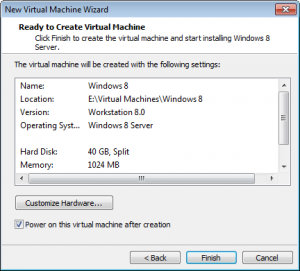 New Virtual Machine Wizard
Ready to Create Virtual Machine
Click Finish to create the virtual machine and start installing Windows 8
Server.
The virtual machine will be created with the following settings:
Name: Windows 8
Location: E:\Virtual Machines\Windows 8
Version: Workstation 8.0
Operating Syst... Windows 8 Server
Hard Disk: 40 GB, Split
Memory: 1024 MB
Customize Hardware...
Power on this virtual machine after creation
< Back Finish Cancel